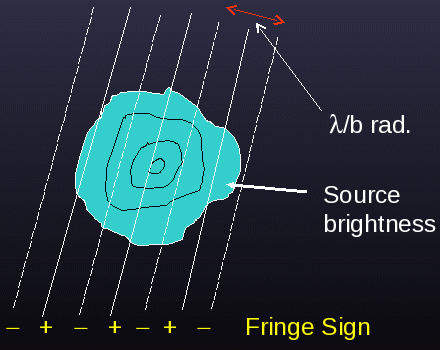 λ/b rad.
Source
brightness
– + – + – + – Fringe Sign